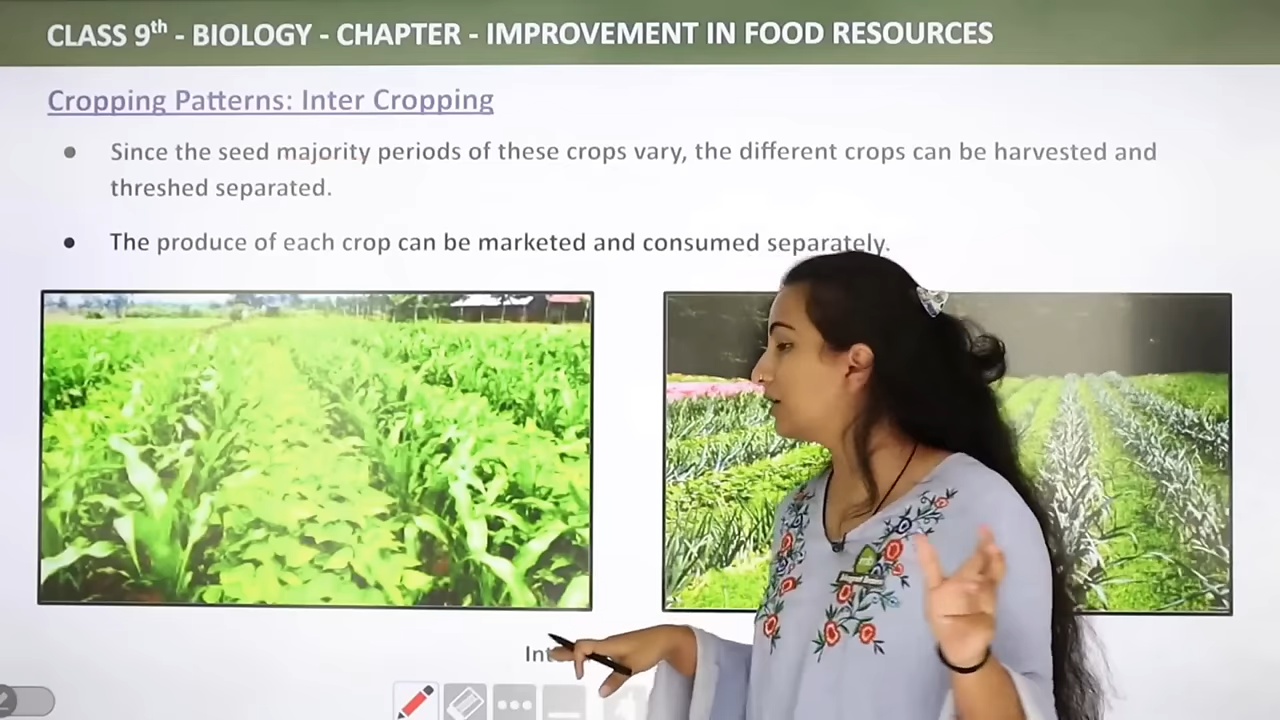 CLASS 9th - BIOLOGY - CHAPTER - IMPROVEMENT IN FOOD RESOURCES
Cropping Patterns: Inter Cropping
Since the seed majority periods of these crops vary, the different crops can be harvested and
threshed separated.
The produce of each crop can be marketed and consumed separately.